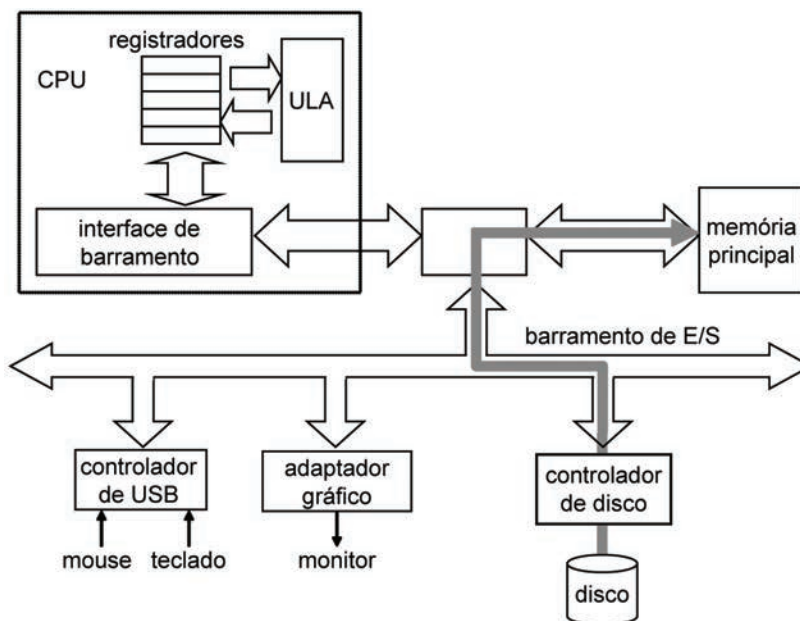 registradores
CPU
ULA
interface de
barramento
memória
principal
barramento de E/S
controlador
de USB
adaptador
gráfico
controlador
de disco
mouse
teclado
monitor
disco